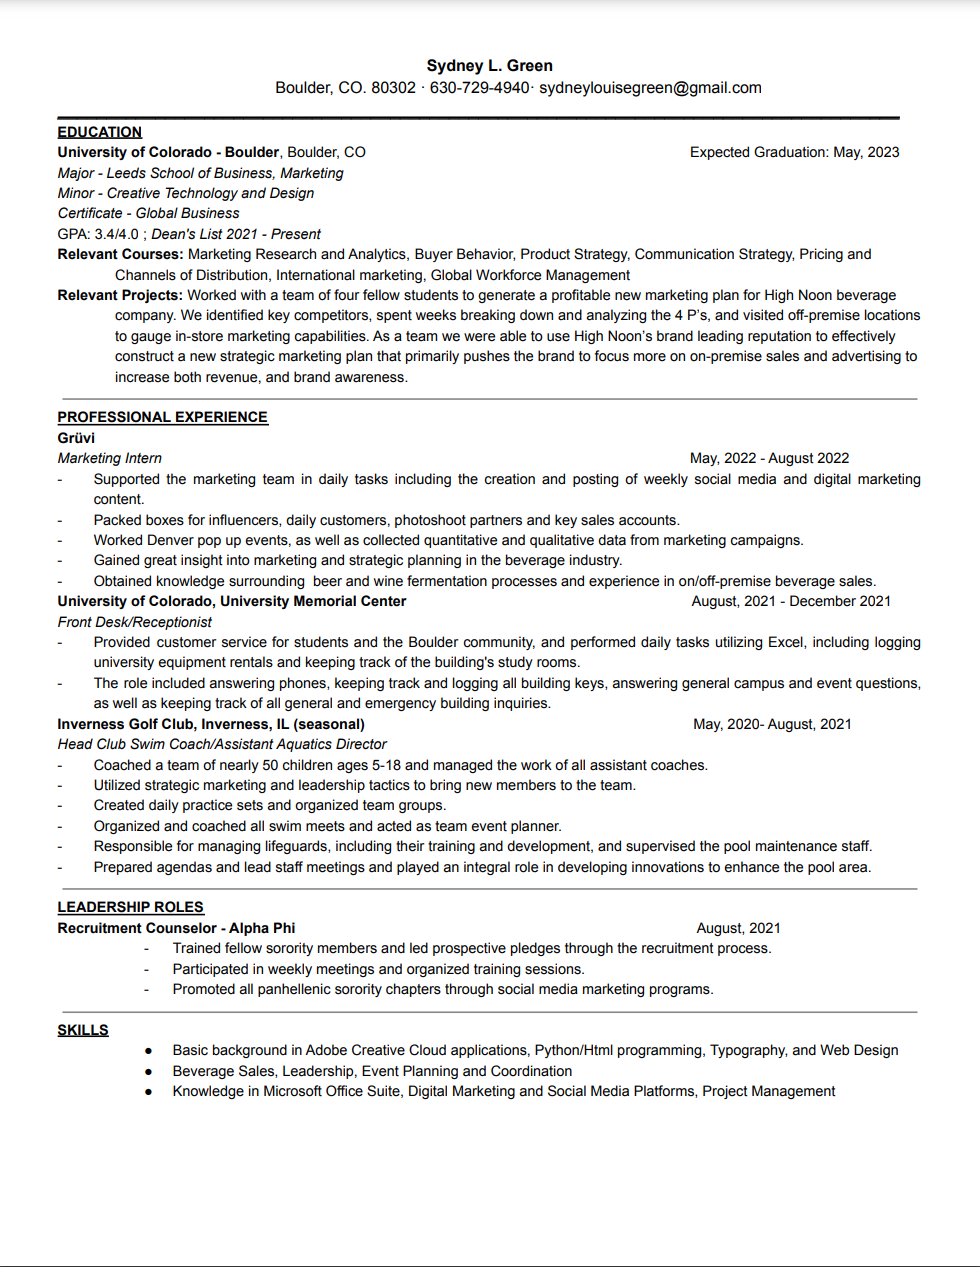 Sydney L. Green
Boulder, CO. 80302 · 630-729-4940· sydneylouisegreen@gmail.com
EDUCATION
University of Colorado - Boulder, Boulder, CO Expected Graduation: May, 2023
Major - Leeds School of Business, Marketing
Minor - Creative Technology and Design
Certificate - Global Business
GPA: 3.4/4.0 ; Dean's List 2021 - Present
Relevant Courses: Marketing Research and Analytics, Buyer Behavior, Product Strategy, Communication Strategy, Pricing and
Channels of Distribution, International marketing, Global Workforce Management
Relevant Projects: Worked with a team of four fellow students to generate a profitable new marketing plan for High Noon beverage
company. We identified key competitors, spent weeks breaking down and analyzing the 4 P's, and visited off-premise locations
to gauge in-store marketing capabilities. As a team we were able to use High Noon's brand leading reputation to effectively
construct a new strategic marketing plan that primarily pushes the brand to focus more on on-premise sales and advertising to
increase both revenue, and brand awareness.
PROFESSIONAL EXPERIENCE
Grüvi
Marketing Intern May, 2022 - August 2022
- Supported the marketing team in daily tasks including the creation and posting of weekly social media and digital marketing
content.
- Packed boxes for influencers, daily customers, photoshoot partners and key sales accounts.
- Worked Denver pop up events, as well as collected quantitative and qualitative data from marketing campaigns.
- Gained great insight into marketing and strategic planning in the beverage industry.
- Obtained knowledge surrounding beer and wine fermentation processes and experience in on/off-premise beverage sales.
University of Colorado, University Memorial Center August, 2021 - December 2021
Front Desk/Receptionist
- Provided customer service for students and the Boulder community, and performed daily tasks utilizing Excel, including logging
university equipment rentals and keeping track of the building's study rooms.
- The role included answering phones, keeping track and logging all building keys, answering general campus and event questions,
as well as keeping track of all general and emergency building inquiries.
Inverness Golf Club, Inverness, IL (seasonal) May, 2020- August, 2021
Head Club Swim Coach/Assistant Aquatics Director
- Coached a team of nearly 50 children ages 5-18 and managed the work of all assistant coaches.
- Utilized strategic marketing and leadership tactics to bring new members to the team.
- Created daily practice sets and organized team groups.
- Organized and coached all swim meets and acted as team event planner.
- Responsible for managing lifeguards, including their training and development, and supervised the pool maintenance staff.
- Prepared agendas and lead staff meetings and played an integral role in developing innovations to enhance the pool area.
LEADERSHIP ROLES
Recruitment Counselor - Alpha Phi August, 2021
- Trained fellow sorority members and led prospective pledges through the recruitment process.
- Participated in weekly meetings and organized training sessions.
- Promoted all panhellenic sorority chapters through social media marketing programs.
SKILLS
● Basic background in Adobe Creative Cloud applications, Python/Html programming, Typography, and Web Design
● Beverage Sales, Leadership, Event Planning and Coordination
● Knowledge in Microsoft Office Suite, Digital Marketing and Social Media Platforms, Project Management